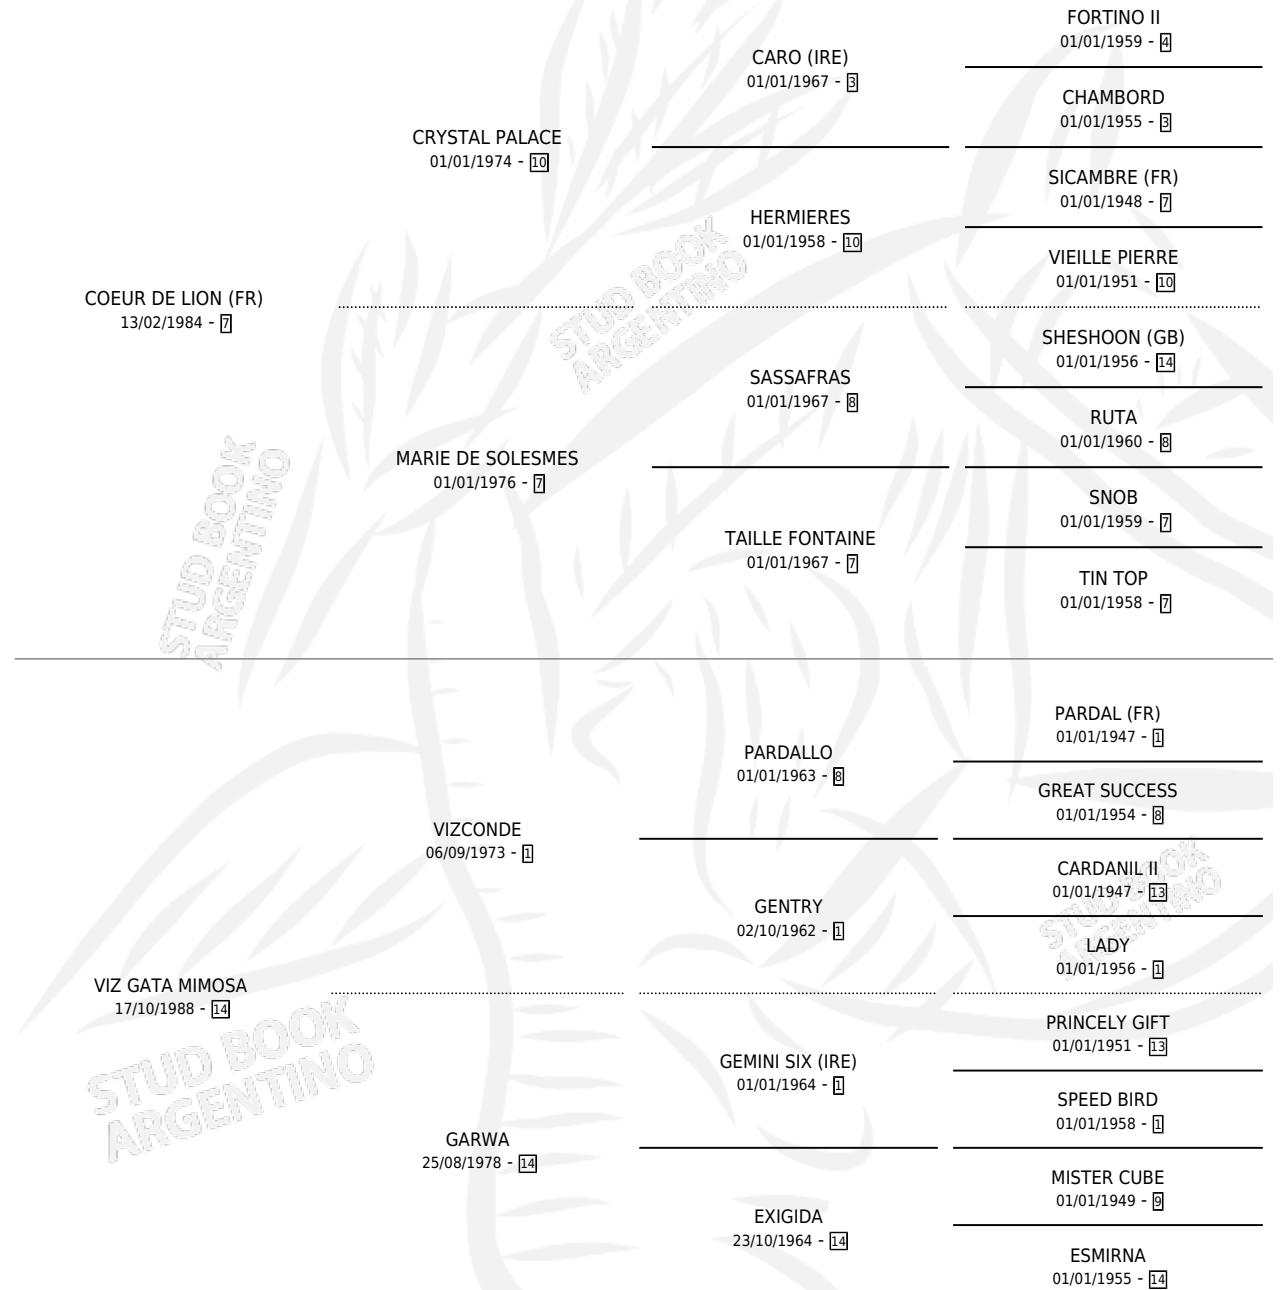 FORTINO II
01/01/1959 - 4
CARO (IRE)
01/01/1967 - 3
CHAMBORD
01/01/1955 - 3
CRYSTAL PALACE
01/01/1974 - 10
SICAMBRE (FR)
01/01/1948 - 7
HERMIERES
01/01/1958 - 10
VIEILLE PIERRE
01/01/1951 - 10
COEUR DE LION (FR)
13/02/1984 - 7
STUD BOOK
ARGENTINO
SHESHOON (GB)
01/01/1956 - 14
SASSAFRAS
01/01/1967 - 8
RUTA
01/01/1960 - 8
MARIE DE SOLESMES
01/01/1976 - 7
SNOB
01/01/1959 - 7
TAILLE FONTAINE
01/01/1967 - 7
TIN TOP
01/01/1958 - 7
STUD BOOK
ARGENTINO
PARDAL (FR)
01/01/1947 - 1
PARDALLO
01/01/1963 - 8
GREAT SUCCESS
01/01/1954 - 8
VIZCONDE
06/09/1973 - 1
CARDANIL II
01/01/1947 - 13
GENTRY
02/10/1962 - 1
STUD BOOK
ARGENTINO
LADY
01/01/1956 - 1
VIZ GATA MIMOSA
17/10/1988 - 14
STUD BOOK
ARGENTINO
PRINCELY GIFT
01/01/1951 - 13
GEMINI SIX (IRE)
01/01/1964 - 1
SPEED BIRD
01/01/1958 - 1
GARWA
25/08/1978 - 14
MISTER CUBE
01/01/1949 - 9
EXIGIDA
23/10/1964 - 14
ESMIRNA
01/01/1955 - 14